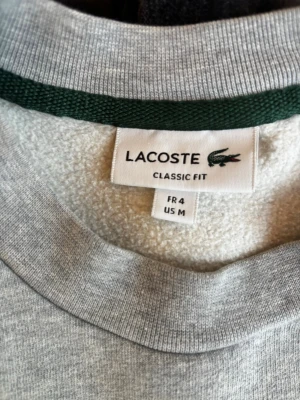 LACOSTE
CLASSIC FIT
FR 4
US M